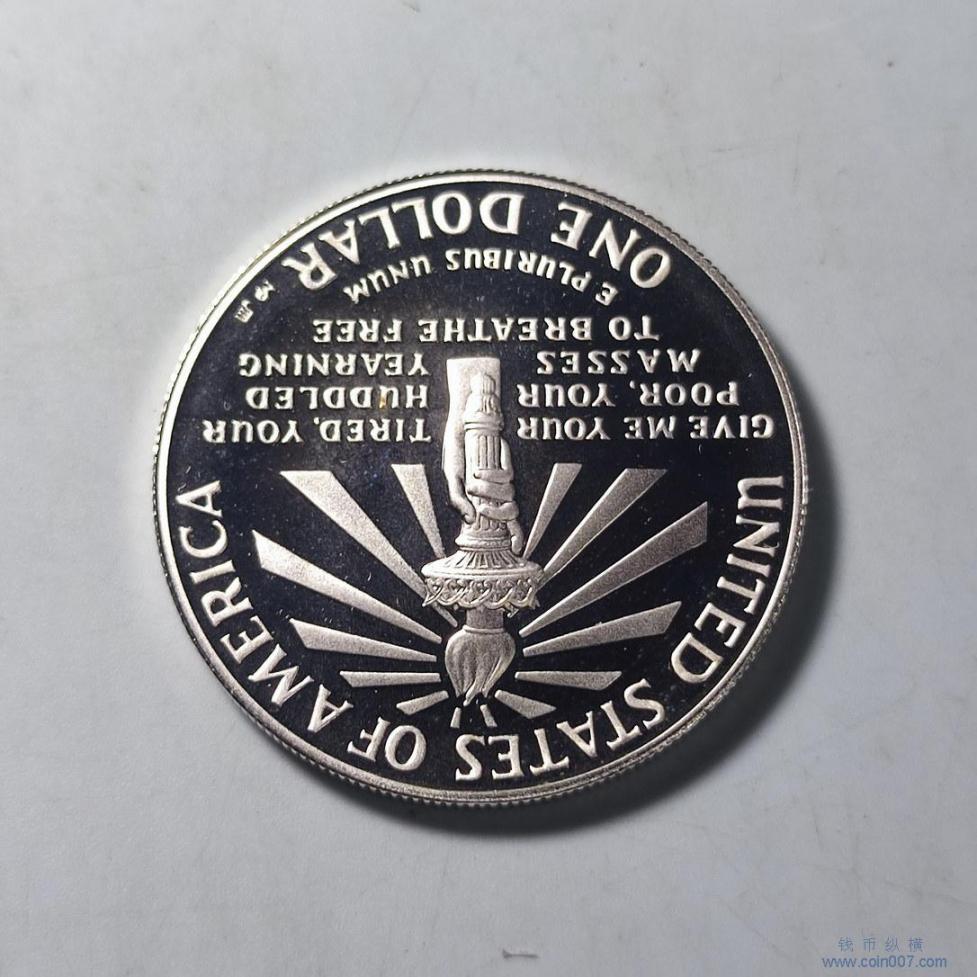 UNITED STATES OF AMERICA
GIVE ME YOUR TIRED, YOUR
POOR, YOUR HUDDLED
MASSES YEARNING
TO BREATHE FREE
E PLURIBUS UNUM
ONE DOLLAR
钱币纵横
www.coin007.com